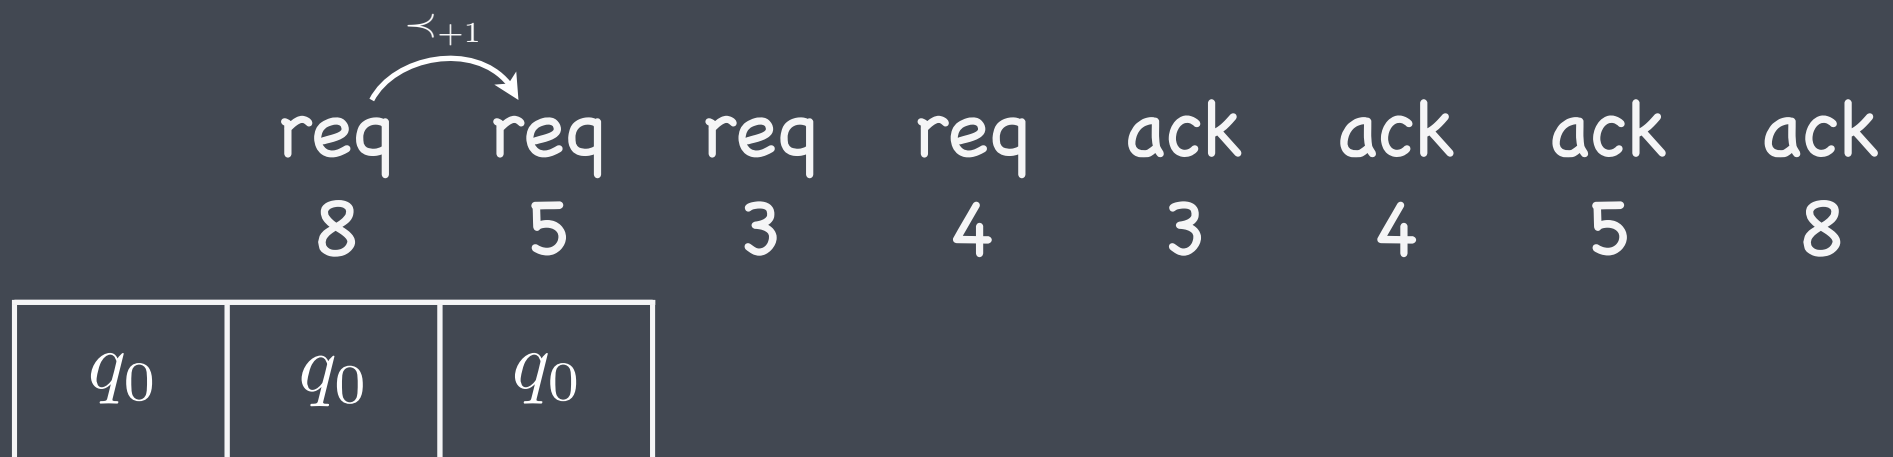 ≺₊₁
req req req req ack ack ack ack
8 5 3 4 3 4 5 8
q₀ q₀ q₀